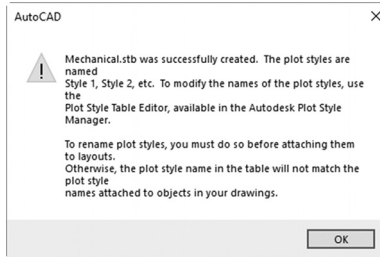 AutoCAD
Mechanical.stb was successfully created. The plot styles are
named
Style 1, Style 2, etc. To modify the names of the plot styles, use
the
Plot Style Table Editor, available in the Autodesk Plot Style
Manager.
To rename plot styles, you must do so before attaching them
to layouts.
Otherwise, the plot style name in the table will not match the
plot style
names attached to objects in your drawings.
OK